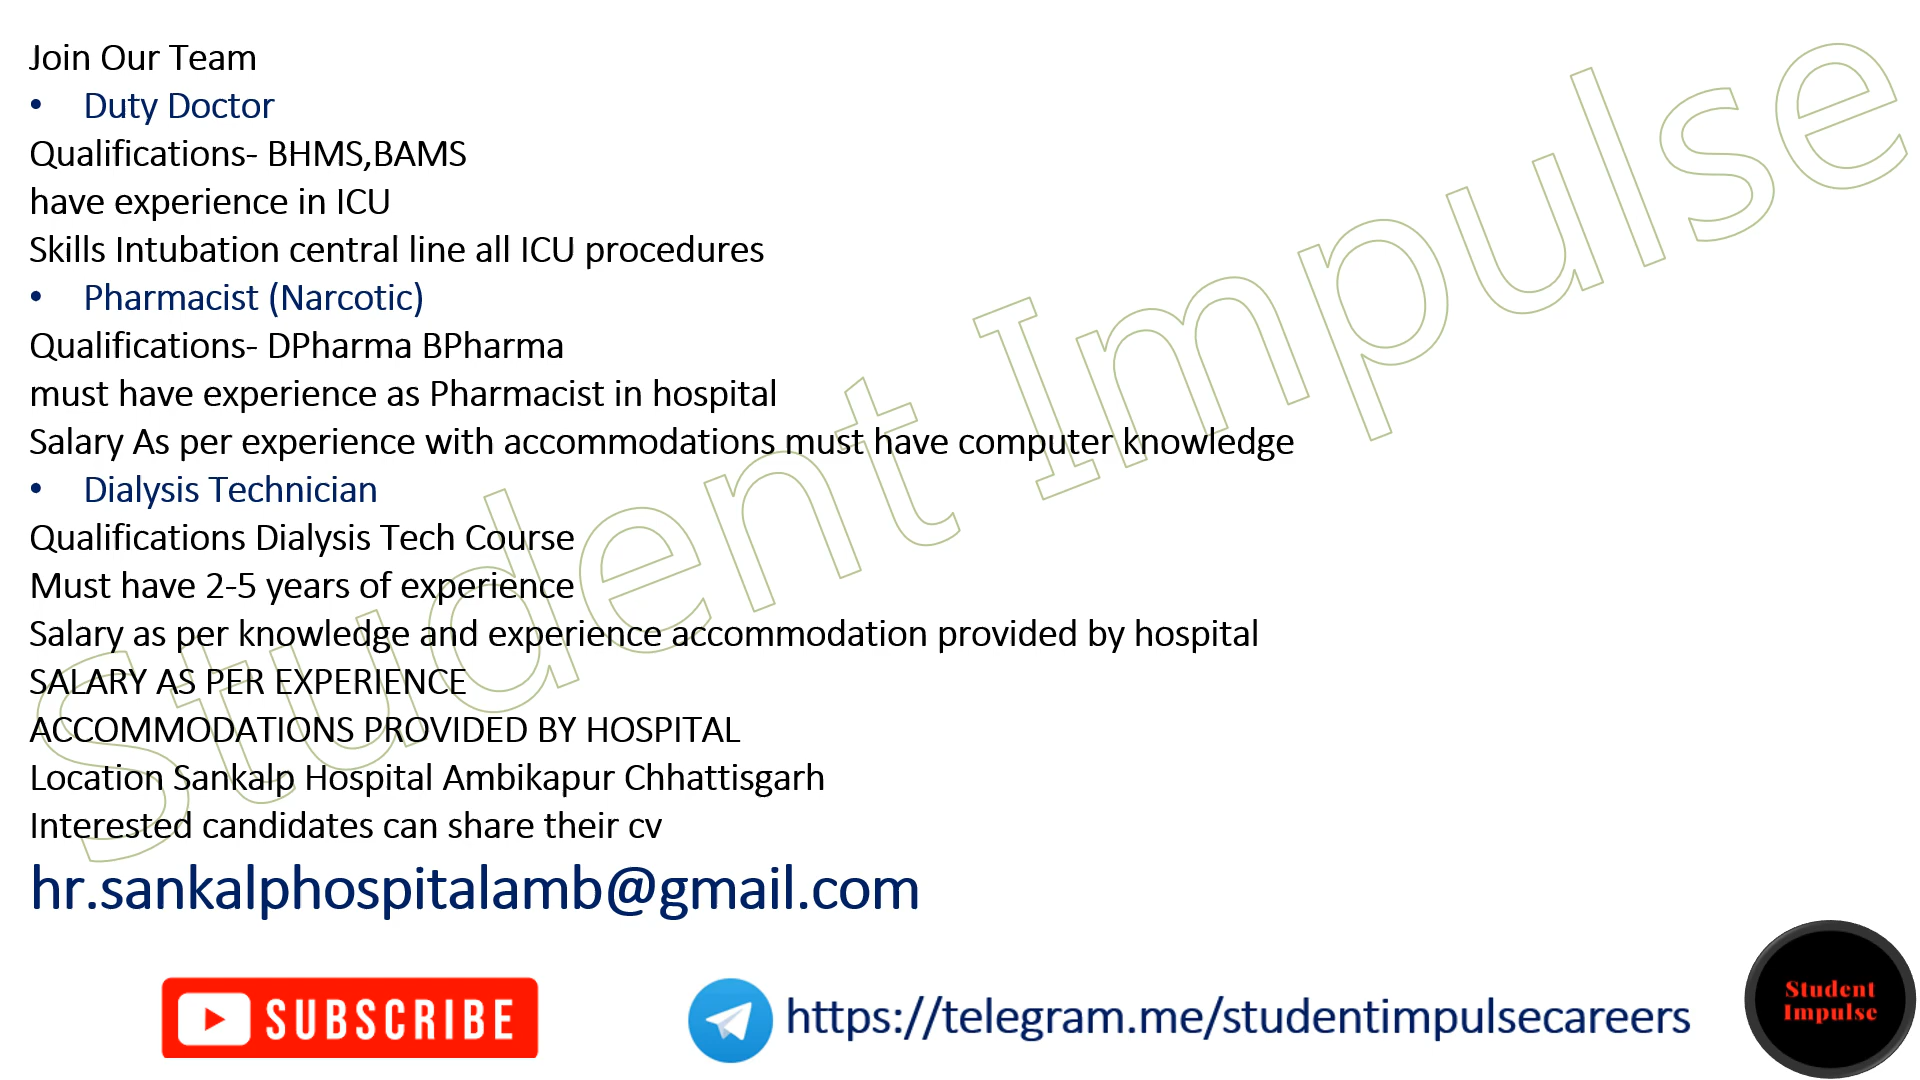 Join Our Team
• Duty Doctor
Qualifications- BHMS,BAMS
have experience in ICU
Skills Intubation central line all ICU procedures
• Pharmacist (Narcotic)
Qualifications- DPharma BPharma
must have experience as Pharmacist in hospital
Salary As per experience with accommodations must have computer knowledge
• Dialysis Technician
Qualifications Dialysis Tech Course
Must have 2-5 years of experience
Salary as per knowledge and experience accommodation provided by hospital
SALARY AS PER EXPERIENCE
ACCOMMODATIONS PROVIDED BY HOSPITAL
Location Sankalp Hospital Ambikapur Chhattisgarh
Interested candidates can share their cv
hr.sankalphospitalamb@gmail.com
Student Impulse
SUBSCRIBE
https://telegram.me/studentimpulsecareers
Student
Impulse